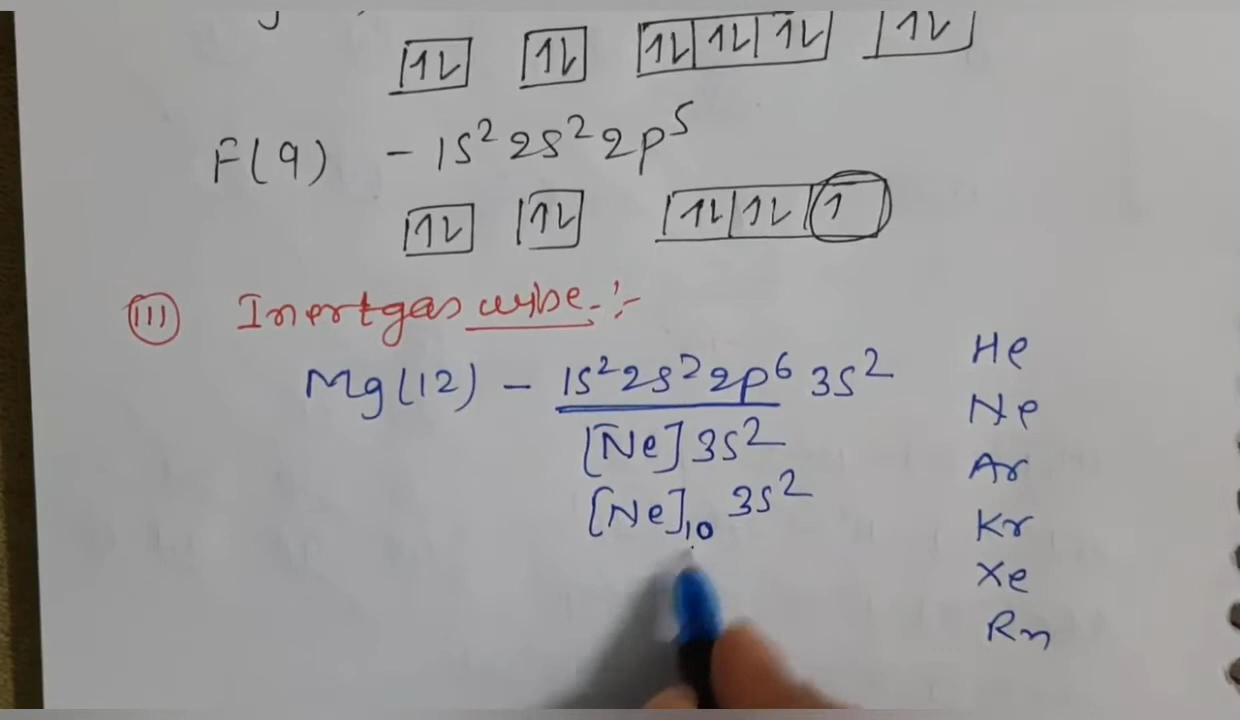 1L 1L 1L 1L 1L 1L
F(9) - 1s² 2s² 2p⁵
1L 1L 1L 1L 1
(III) Inertgas wise :-
Mg(12) - 1s² 2s² 2p⁶ 3s²
[Ne] 3s²
[Ne]₁₀ 3s²
He
Ne
Ar
Kr
Xe
Rn